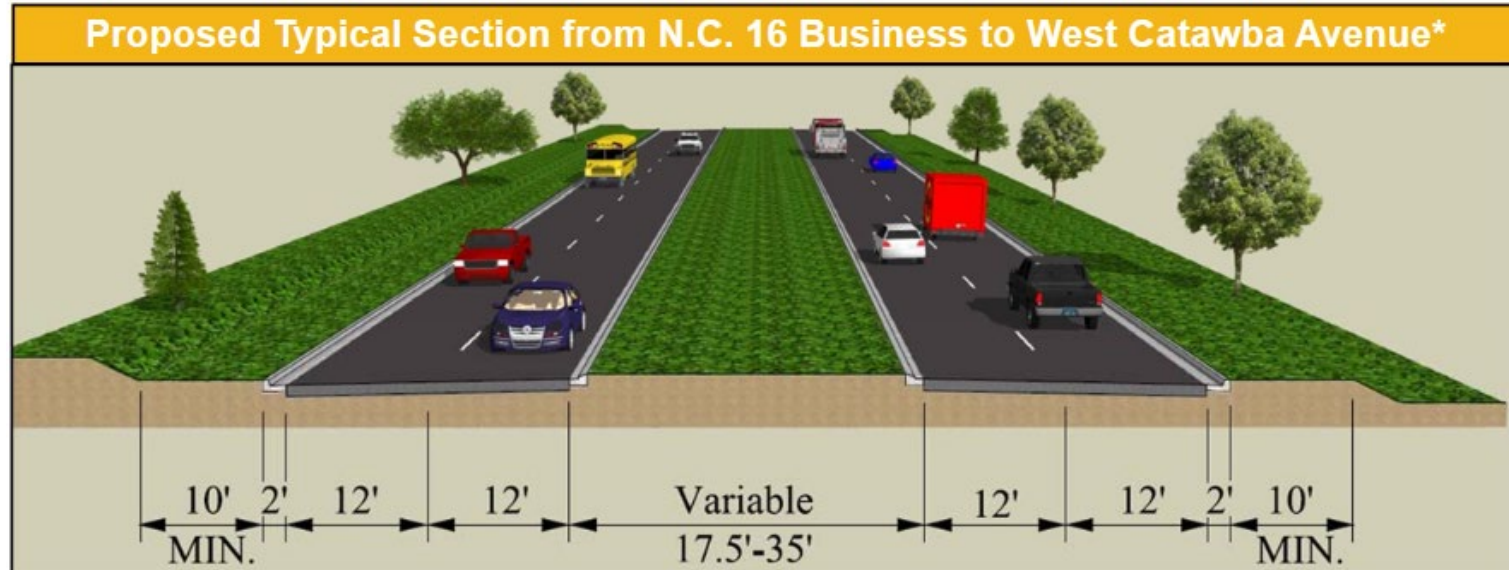 Proposed Typical Section from N.C. 16 Business to West Catawba Avenue*
10' 2' 12' 12' Variable 12' 12' 2' 10'
MIN. 17.5'-35' MIN.